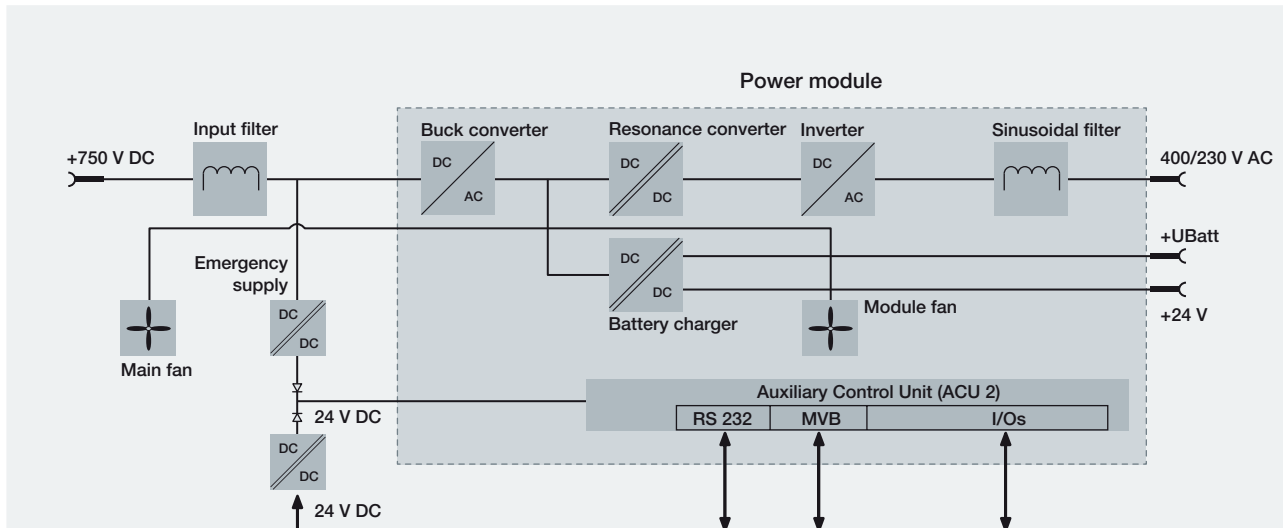 Power module
Input filter
Buck converter
Resonance converter
Inverter
Sinusoidal filter
+750 V DC
400/230 V AC
DC
AC
DC
DC
DC
AC
+UBatt
Emergency
supply
DC
DC
Battery charger
Module fan
+24 V
DC
DC
Main fan
Auxiliary Control Unit (ACU 2)
24 V DC
RS 232
MVB
I/Os
DC
DC
24 V DC